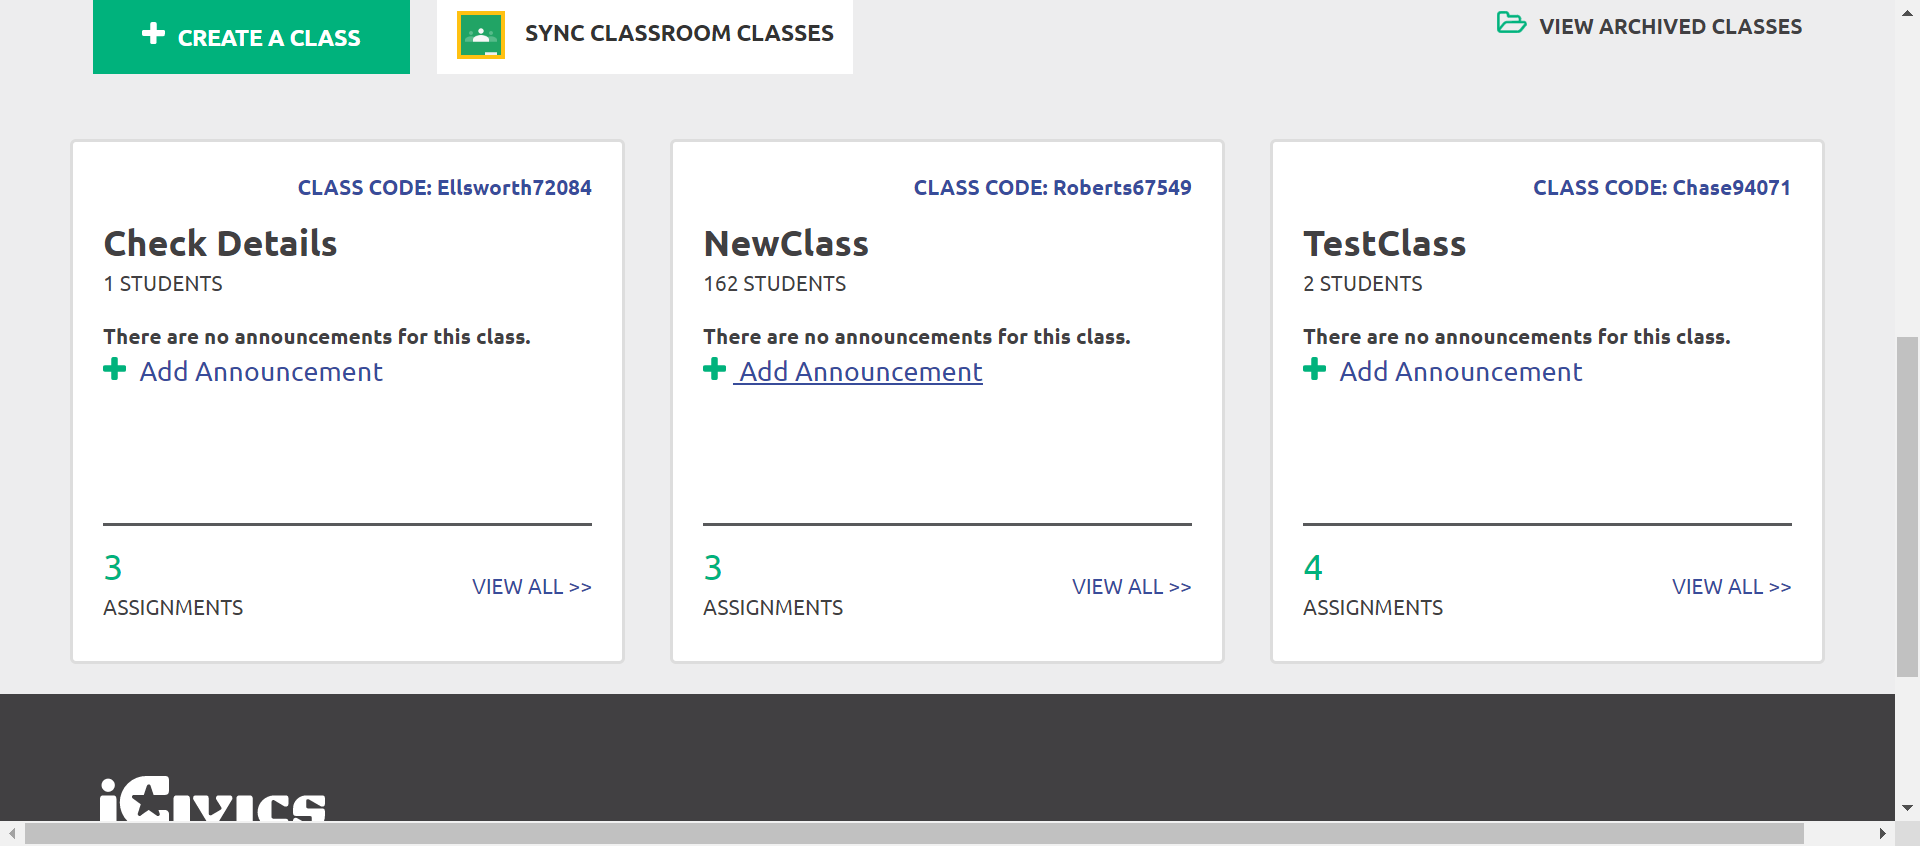 CREATE A CLASS
SYNC CLASSROOM CLASSES
VIEW ARCHIVED CLASSES
CLASS CODE: Ellsworth72084
Check Details
1 STUDENTS
There are no announcements for this class.
Add Announcement
3
ASSIGNMENTS
VIEW ALL >>
CLASS CODE: Roberts67549
NewClass
162 STUDENTS
There are no announcements for this class.
Add Announcement
3
ASSIGNMENTS
VIEW ALL >>
CLASS CODE: Chase94071
TestClass
2 STUDENTS
There are no announcements for this class.
Add Announcement
4
ASSIGNMENTS
VIEW ALL >>
iCivics